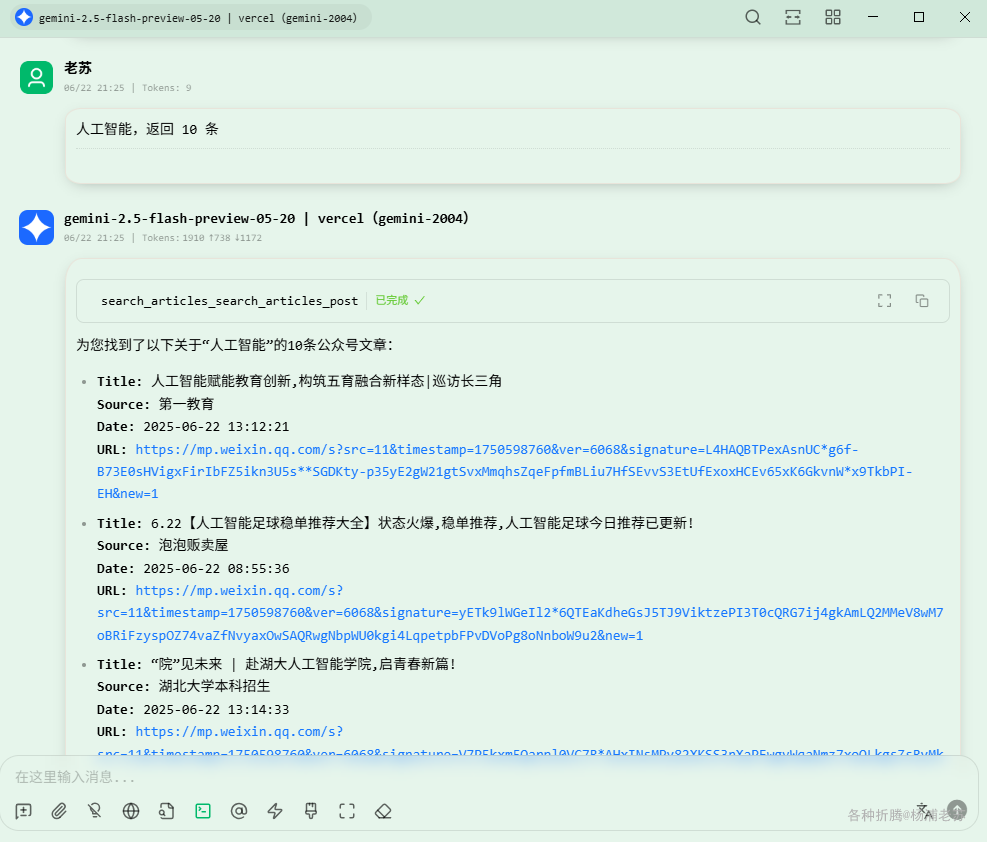 gemini-2.5-flash-preview-05-20 | vercel (gemini-2004)
老苏
06/22 21:25 | Tokens: 9
人工智能，返回 10 条
gemini-2.5-flash-preview-05-20 | vercel (gemini-2004)
06/22 21:25 | Tokens: 1910 ↑738 ↓1172
search_articles_search_articles_post 已完成 ✓
为您找到了以下关于“人工智能”的10条公众号文章:
• Title: 人工智能赋能教育创新,构筑五育融合新样态|巡访长三角
Source: 第一教育
Date: 2025-06-22 13:12:21
URL: https://mp.weixin.qq.com/s?src=11&timestamp=1750598760&ver=6068&signature=L4HAQBTPexAsnUC*g6f-
B73E0sHVigxFirIbFZ5ikn3U5s**SGDKty-p35yE2gW21gtSvxMmqhsZqeFpfmBLiu7HfSEvvS3EtUfExoxHCEv65xK6GkvnW*x9TkbPI-
EH&new=1
• Title: 6.22【人工智能足球稳单推荐大全】状态火爆,稳单推荐,人工智能足球今日推荐已更新!
Source: 泡泡贩卖屋
Date: 2025-06-22 08:55:36
URL: https://mp.weixin.qq.com/s?
src=11&timestamp=1750598760&ver=6068&signature=yETk9lWGeIl2*6QTEaKdheGsJ5TJ9ViktzePI3T0cQRG7ij4gkAmLQ2MMeV8wM7
oBRiFzyspOZ74vaZfNvyaxOwSAQRwgNbpWU0kgi4LqpetpbFPvDVoPg8oNnboW9u2&new=1
• Title: “院”见未来 | 赴湖大人工智能学院,启青春新篇!
Source: 湖北大学本科招生
Date: 2025-06-22 13:14:33
URL: https://mp.weixin.qq.com/s?
src=11&timestamp=1750598760&ver=6068&signature=
在这里输入消息...
各种折腾@杨浦老